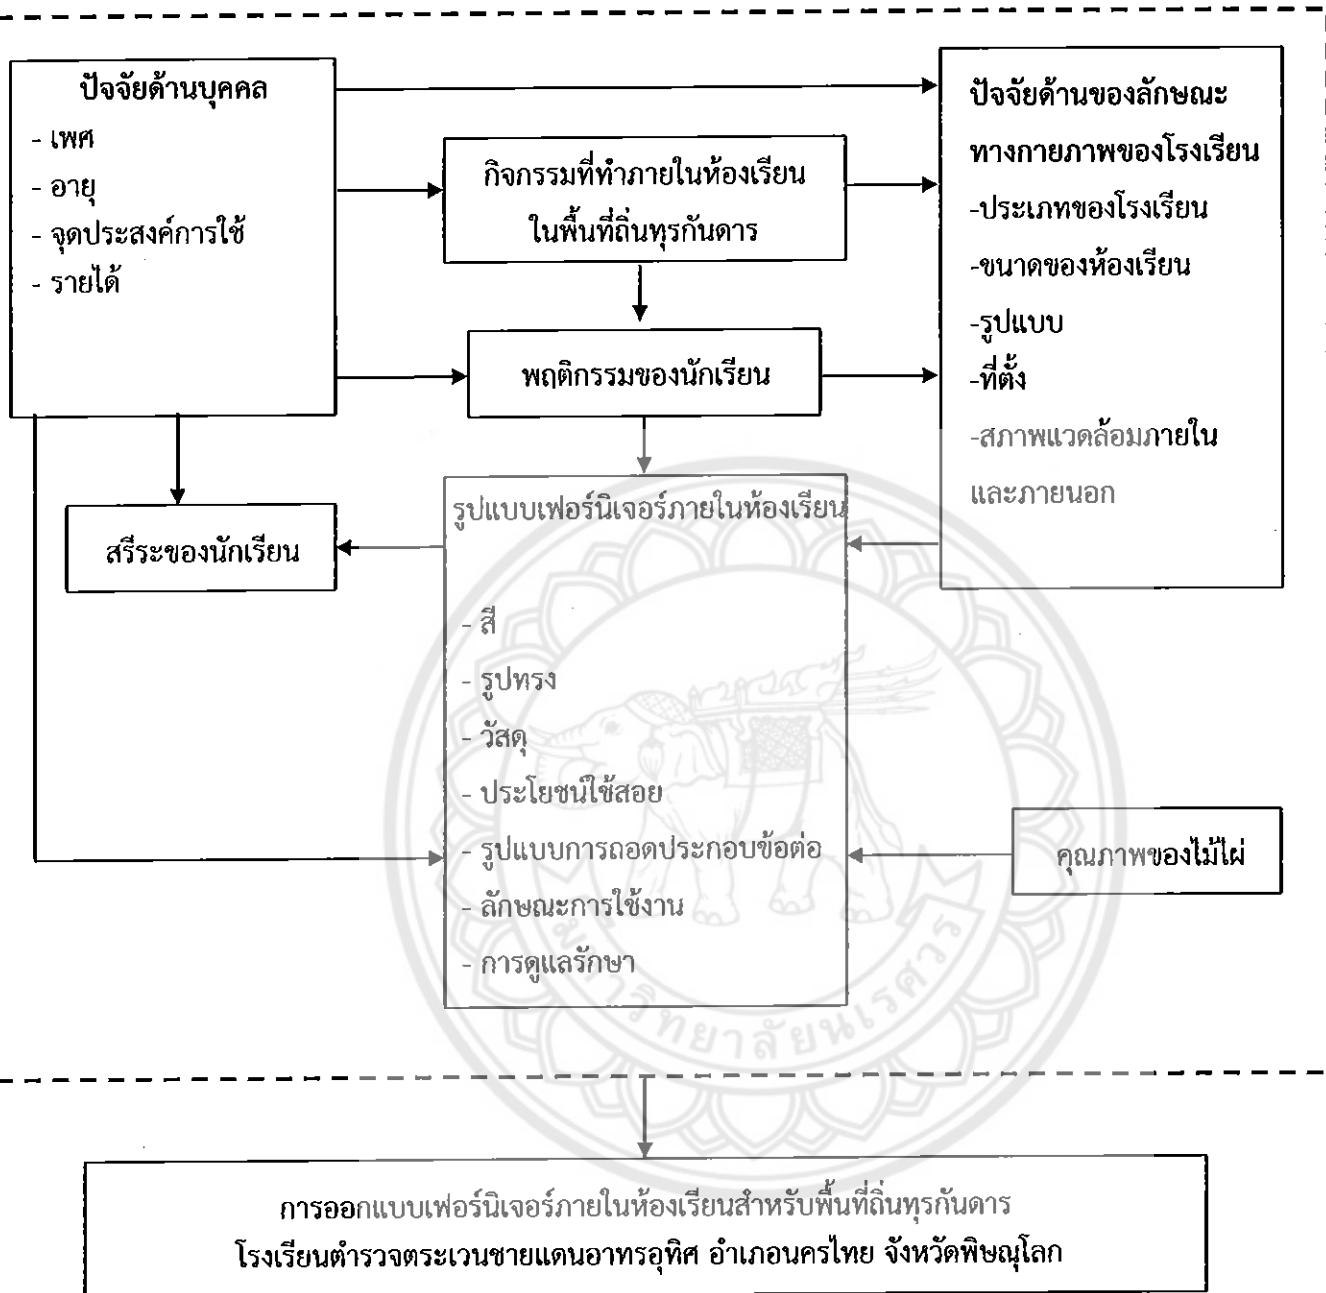 ปัจจัยด้านบุคคล
- เพศ
- อายุ
- จุดประสงค์การใช้
- รายได้
กิจกรรมที่ทำภายในห้องเรียน
ในพื้นที่ถิ่นทุรกันดาร
พฤติกรรมของนักเรียน
ปัจจัยด้านของลักษณะ
ทางกายภาพของโรงเรียน
-ประเภทของโรงเรียน
-ขนาดของห้องเรียน
-รูปแบบ
-ที่ตั้ง
-สภาพแวดล้อมภายใน
และภายนอก
สรีระของนักเรียน
รูปแบบเฟอร์นิเจอร์ภายในห้องเรียน
- สี
- รูปทรง
- วัสดุ
- ประโยชน์ใช้สอย
- รูปแบบการถอดประกอบข้อต่อ
- ลักษณะการใช้งาน
- การดูแลรักษา
คุณภาพของไม้ไผ่
มหาวิทยาลัยนเรศวร
การออกแบบเฟอร์นิเจอร์ภายในห้องเรียนสำหรับพื้นที่ถิ่นทุรกันดาร
โรงเรียนตำรวจตระเวนชายแดนอาทรอุทิศ อำเภอนครไทย จังหวัดพิษณุโลก